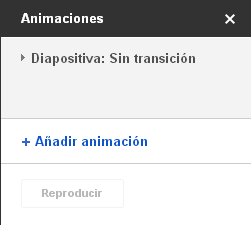 Animaciones ×
Diapositiva: Sin transición
+ Añadir animación
Reproducir